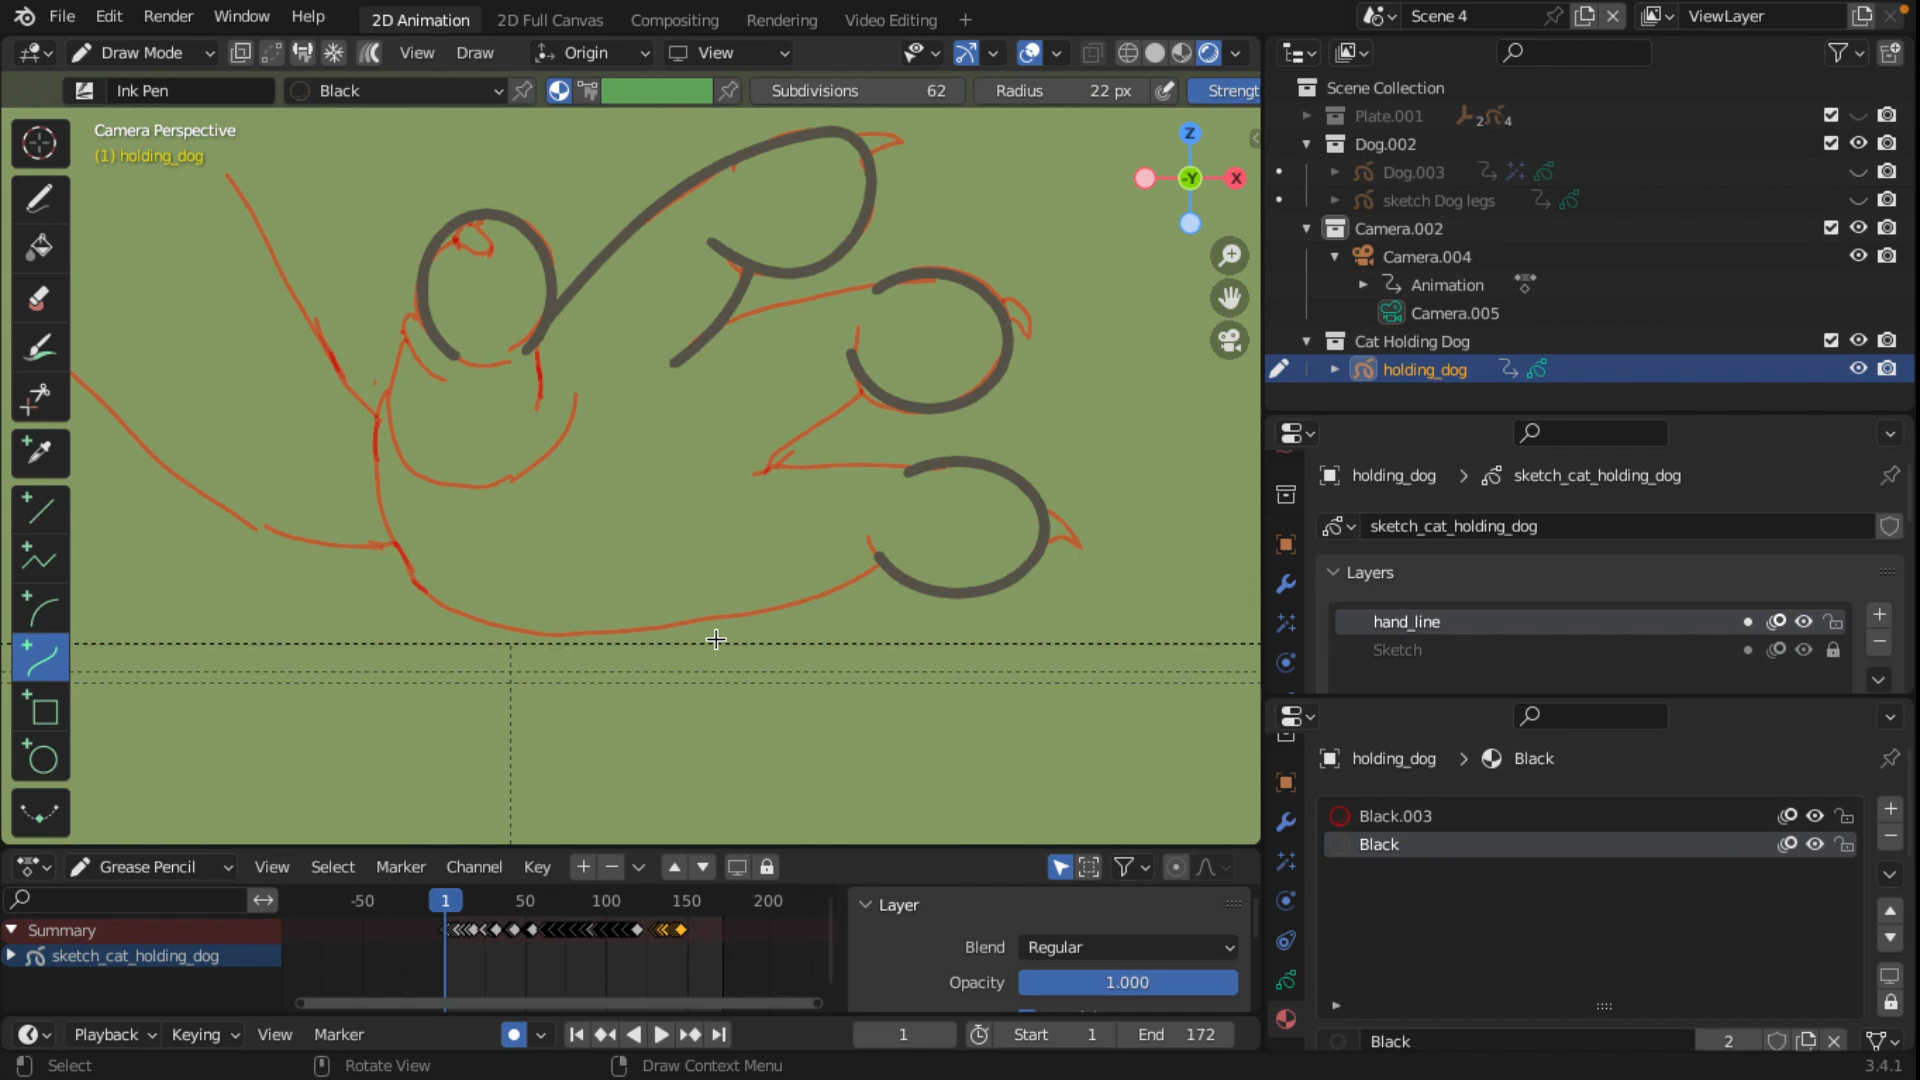 File Edit Render Window Help 2D Animation 2D Full Canvas Compositing Rendering Video Editing + Scene 4 ViewLayer
Draw Mode View Draw Origin View
Ink Pen Black Subdivisions 62 Radius 22 px Strengt
Camera Perspective
(1) holding_dog
Z
-Y X
Scene Collection
Plate.001 2 4
Dog.002
Dog.003
sketch Dog legs
Camera.002
Camera.004
Animation
Camera.005
Cat Holding Dog
holding_dog
holding_dog > sketch_cat_holding_dog
sketch_cat_holding_dog
Layers
hand_line
Sketch
holding_dog > Black
Black.003
Black
Black 2
Grease Pencil View Select Marker Channel Key
-50 1 50 100 150 200
Summary
sketch_cat_holding_dog
Layer
Blend Regular
Opacity 1.000
Playback Keying View Marker 1 Start 1 End 172
Select Rotate View Draw Context Menu 3.4.1